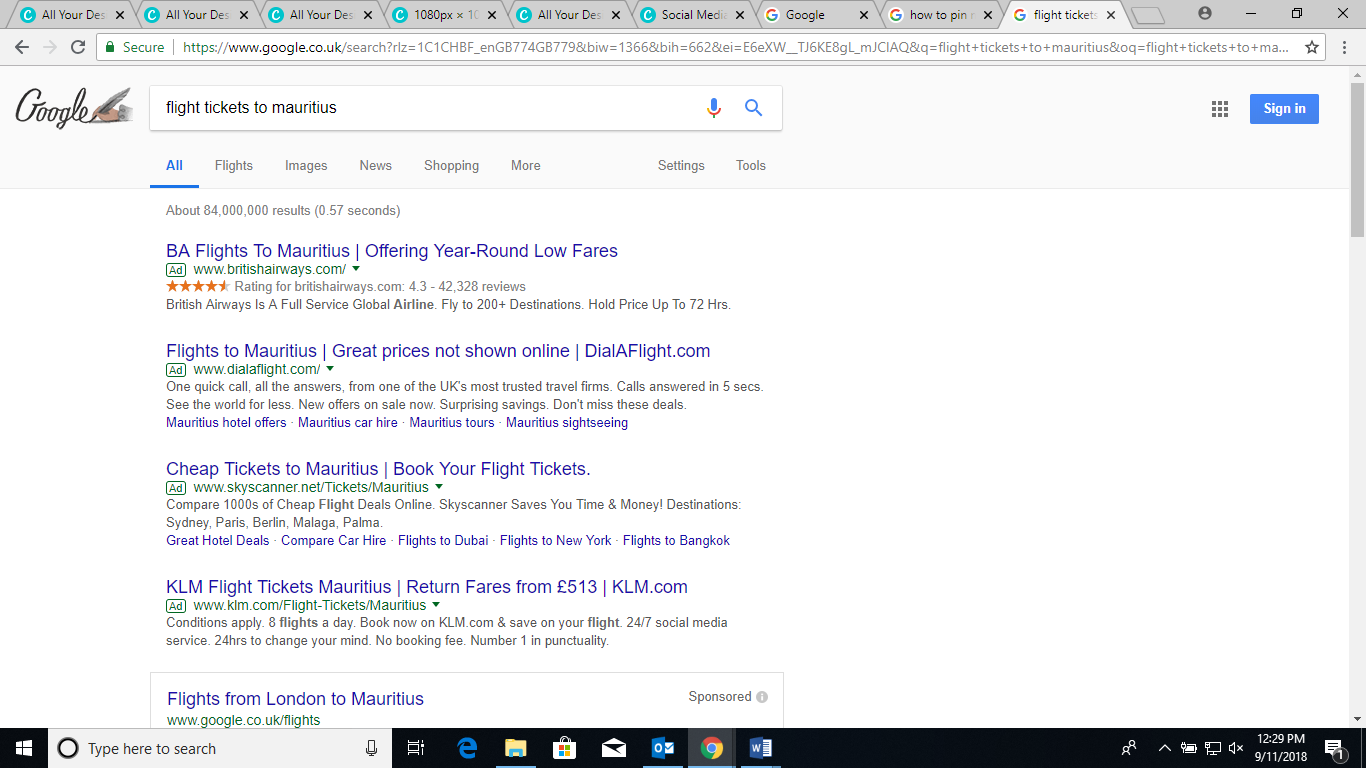 All Your Des
All Your Des
All Your Des
1080px × 10
All Your Des
Social Media
Google
how to pin r
flight tickets
Secure
https://www.google.co.uk/search?rlz=1C1CHBF_enGB774GB779&biw=1366&bih=662&ei=E6eXW__TJ6KE8gL_mJCIAQ&q=flight+tickets+to+mauritius&oq=flight+tickets+to+ma...
Google
flight tickets to mauritius
Sign in
All Flights Images News Shopping More Settings Tools
About 84,000,000 results (0.57 seconds)
BA Flights To Mauritius | Offering Year-Round Low Fares
Ad www.britishairways.com/
Rating for britishairways.com: 4.3 - 42,328 reviews
British Airways Is A Full Service Global Airline. Fly to 200+ Destinations. Hold Price Up To 72 Hrs.
Flights to Mauritius | Great prices not shown online | DialAFlight.com
Ad www.dialaflight.com/
One quick call, all the answers, from one of the UK's most trusted travel firms. Calls answered in 5 secs.
See the world for less. New offers on sale now. Surprising savings. Don't miss these deals.
Mauritius hotel offers · Mauritius car hire · Mauritius tours · Mauritius sightseeing
Cheap Tickets to Mauritius | Book Your Flight Tickets.
Ad www.skyscanner.net/Tickets/Mauritius
Compare 1000s of Cheap Flight Deals Online. Skyscanner Saves You Time & Money! Destinations:
Sydney, Paris, Berlin, Malaga, Palma.
Great Hotel Deals · Compare Car Hire · Flights to Dubai · Flights to New York · Flights to Bangkok
KLM Flight Tickets Mauritius | Return Fares from £513 | KLM.com
Ad www.klm.com/Flight-Tickets/Mauritius
Conditions apply. 8 flights a day. Book now on KLM.com & save on your flight. 24/7 social media
service. 24hrs to change your mind. No booking fee. Number 1 in punctuality.
Flights from London to Mauritius
Sponsored
www.google.co.uk/flights
Type here to search
12:29 PM
9/11/2018
1